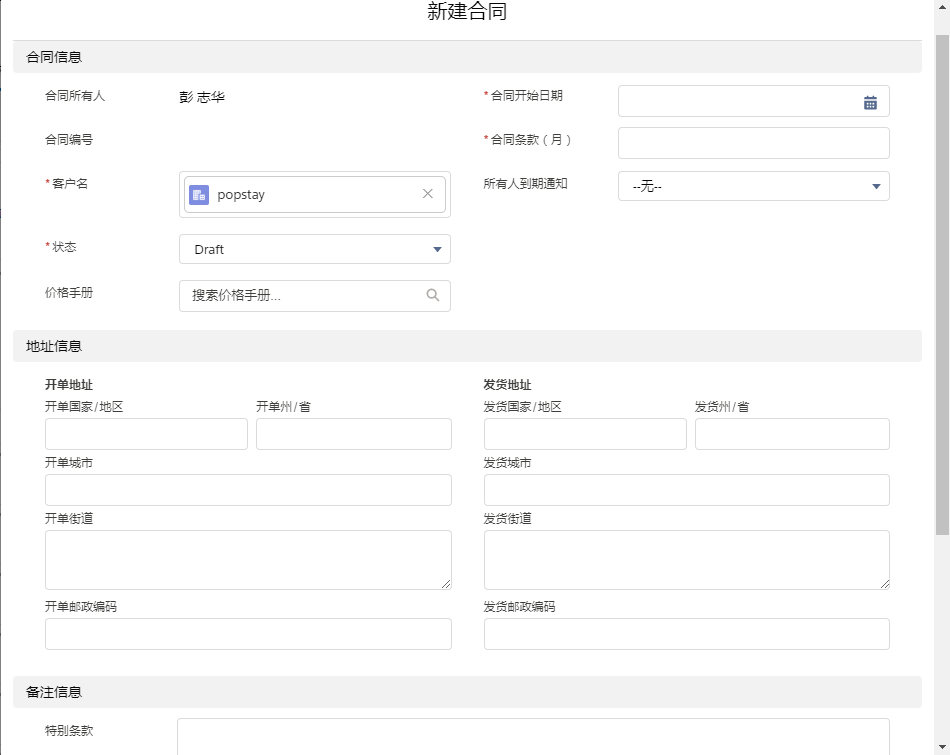 新建合同
合同信息
合同所有人 彭 志华 *合同开始日期
合同编号 *合同条款（月）
*客户名 popstay 所有人到期通知 --无--
*状态 Draft
价格手册 搜索价格手册...
地址信息
开单地址 发货地址
开单国家/地区 开单州/省 发货国家/地区 发货州/省
开单城市 发货城市
开单街道 发货街道
开单邮政编码 发货邮政编码
备注信息
特别条款